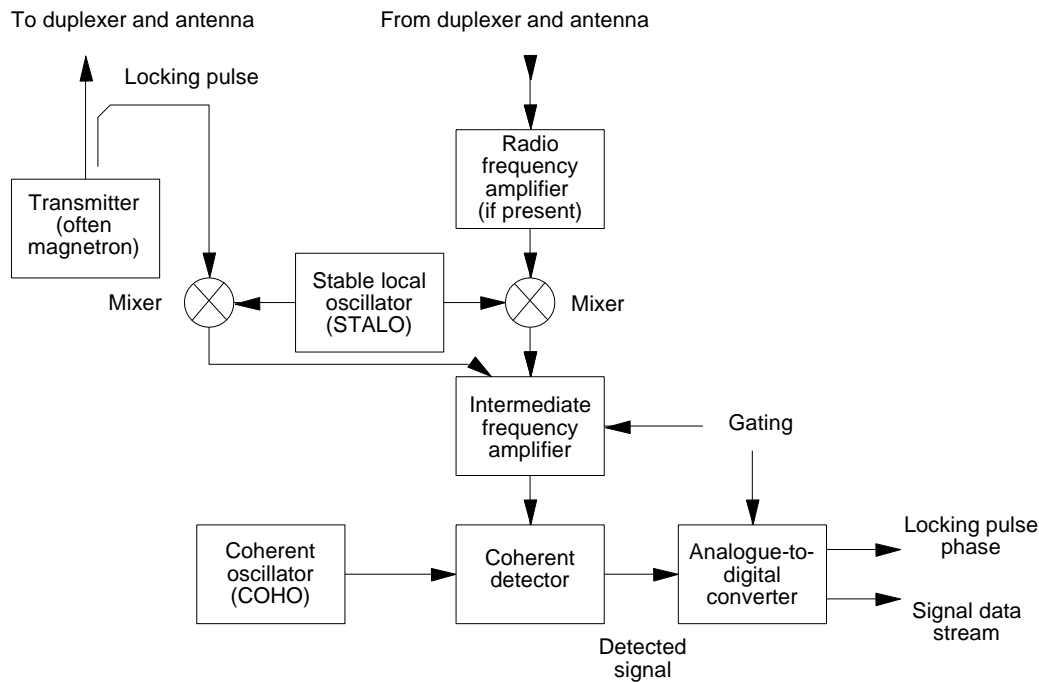 To duplexer and antenna
From duplexer and antenna
Locking pulse
Radio
frequency
amplifier
(if present)
Transmitter
(often
magnetron)
Mixer
Stable local
oscillator
(STALO)
Mixer
Intermediate
frequency
amplifier
Gating
Coherent
oscillator
(COHO)
Coherent
detector
Analogue-to-
digital
converter
Locking pulse
phase
Signal data
stream
Detected
signal